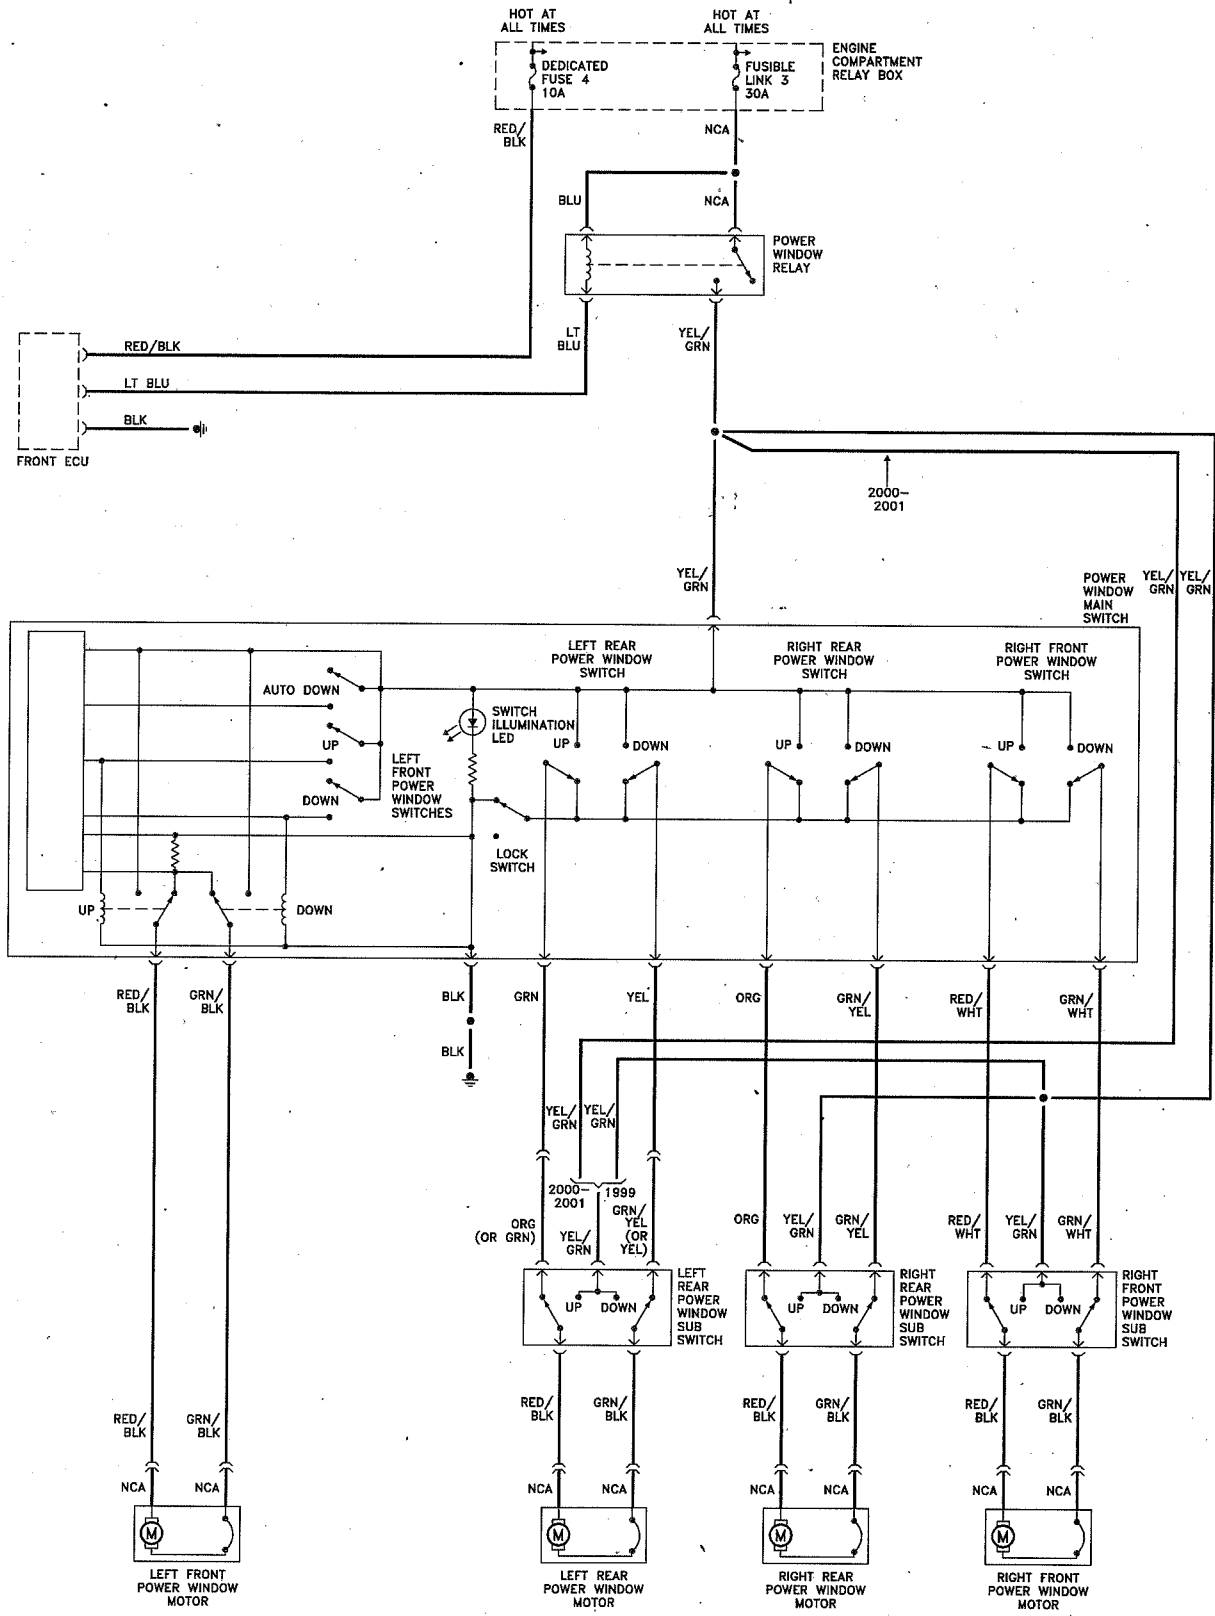 HOT AT
ALL TIMES
HOT AT
ALL TIMES
DEDICATED
FUSE 4
10A
FUSIBLE
LINK 3
30A
ENGINE
COMPARTMENT
RELAY BOX
RED/
BLK
NCA
BLU
NCA
POWER
WINDOW
RELAY
LT
BLU
YEL/
GRN
RED/BLK
LT BLU
BLK
FRONT ECU
2000-
2001
YEL/
GRN
POWER
WINDOW
MAIN
SWITCH
YEL/
GRN
YEL/
GRN
LEFT REAR
POWER WINDOW
SWITCH
RIGHT REAR
POWER WINDOW
SWITCH
RIGHT FRONT
POWER WINDOW
SWITCH
AUTO DOWN
UP
DOWN
LEFT
FRONT
POWER
WINDOW
SWITCHES
SWITCH
ILLUMINATION
LED
UP
DOWN
UP
DOWN
UP
DOWN
LOCK
SWITCH
UP
DOWN
RED/
BLK
GRN/
BLK
BLK
GRN
YEL
ORG
GRN/
YEL
RED/
WHT
GRN/
WHT
BLK
YEL/
GRN
YEL/
GRN
2000-
2001
1999
ORG
(OR GRN)
YEL/
GRN
GRN/
YEL
(OR
YEL)
ORG
YEL/
GRN
GRN/
YEL
RED/
WHT
YEL/
GRN
GRN/
WHT
UP
DOWN
LEFT
REAR
POWER
WINDOW
SUB
SWITCH
UP
DOWN
RIGHT
REAR
POWER
WINDOW
SUB
SWITCH
UP
DOWN
RIGHT
FRONT
POWER
WINDOW
SUB
SWITCH
RED/
BLK
GRN/
BLK
RED/
BLK
GRN/
BLK
RED/
BLK
GRN/
BLK
RED/
BLK
GRN/
BLK
NCA
NCA
NCA
NCA
NCA
NCA
NCA
NCA
M
M
M
M
LEFT FRONT
POWER WINDOW
MOTOR
LEFT REAR
POWER WINDOW
MOTOR
RIGHT REAR
POWER WINDOW
MOTOR
RIGHT FRONT
POWER WINDOW
MOTOR